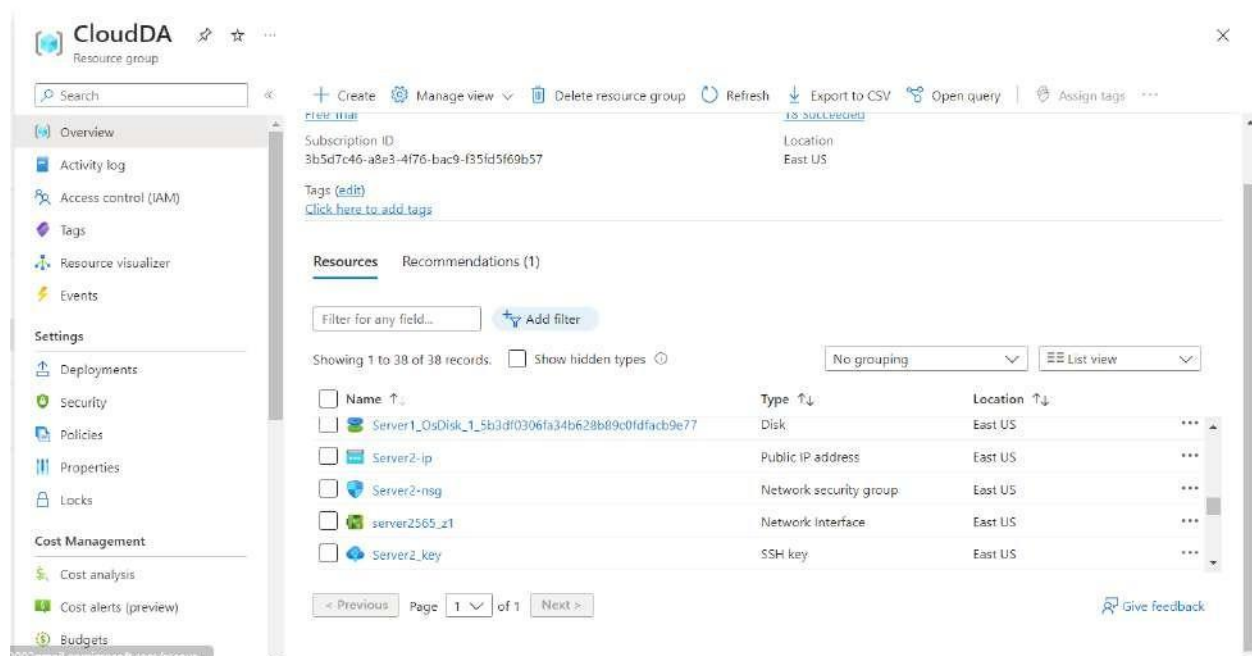 CloudDA
Resource group
Search
Create Manage view Delete resource group Refresh Export to CSV Open query Assign tags
Overview
Activity log
Access control (IAM)
Tags
Resource visualizer
Events
Settings
Deployments
Security
Policies
Properties
Locks
Cost Management
Cost analysis
Cost alerts (preview)
Budgets
Free trial 18 Succeeded
Subscription ID Location
3b5d7c46-a8e3-4f76-bac9-f35fd5f69b57 East US
Tags (edit)
Click here to add tags
Resources Recommendations (1)
Filter for any field... Add filter
Showing 1 to 38 of 38 records. Show hidden types No grouping List view
Name Type Location
Server1_OsDisk_1_5b3df0306fa34b628b89c0fdfacb9e77 Disk East US
Server2-ip Public IP address East US
Server2-nsg Network security group East US
server2565_z1 Network Interface East US
Server2_key SSH key East US
< Previous Page 1 of 1 Next > Give feedback